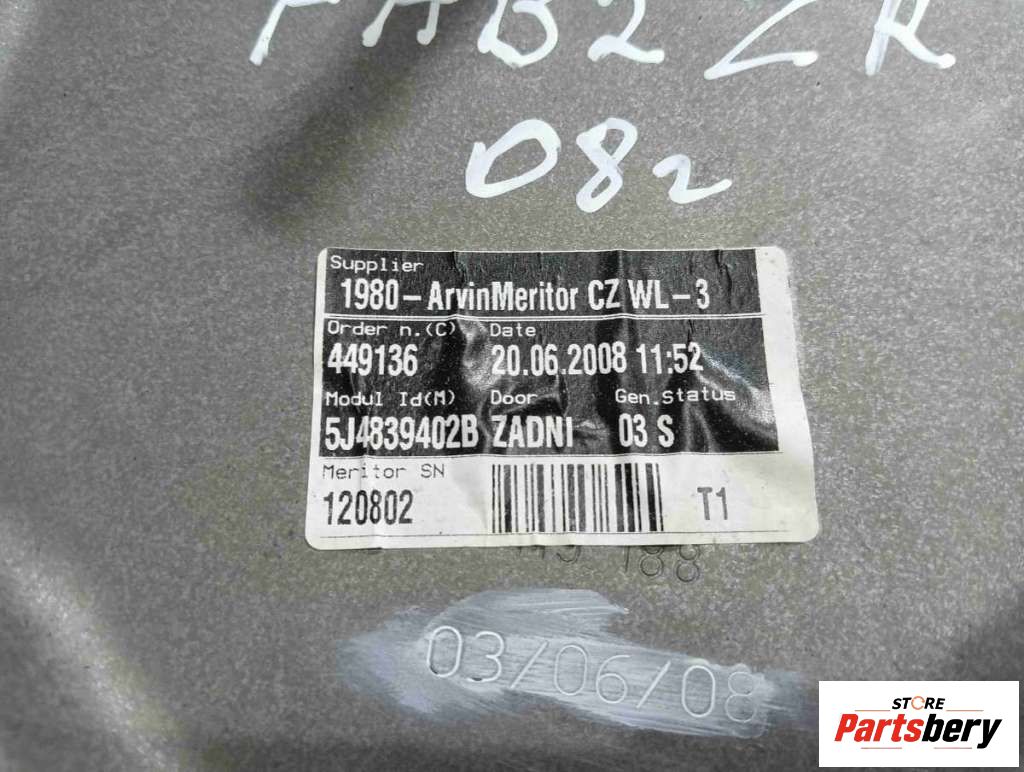 FAB2 ZR
082
Supplier
1980-ArvinMeritor CZ WL-3
Order n.(C) Date
449136 20.06.2008 11:52
Modul Id(M) Door Gen.status
5J4839402B ZADNI 03 S
Meritor SN
120802 T1
03/06/08
STORE
Partsbery